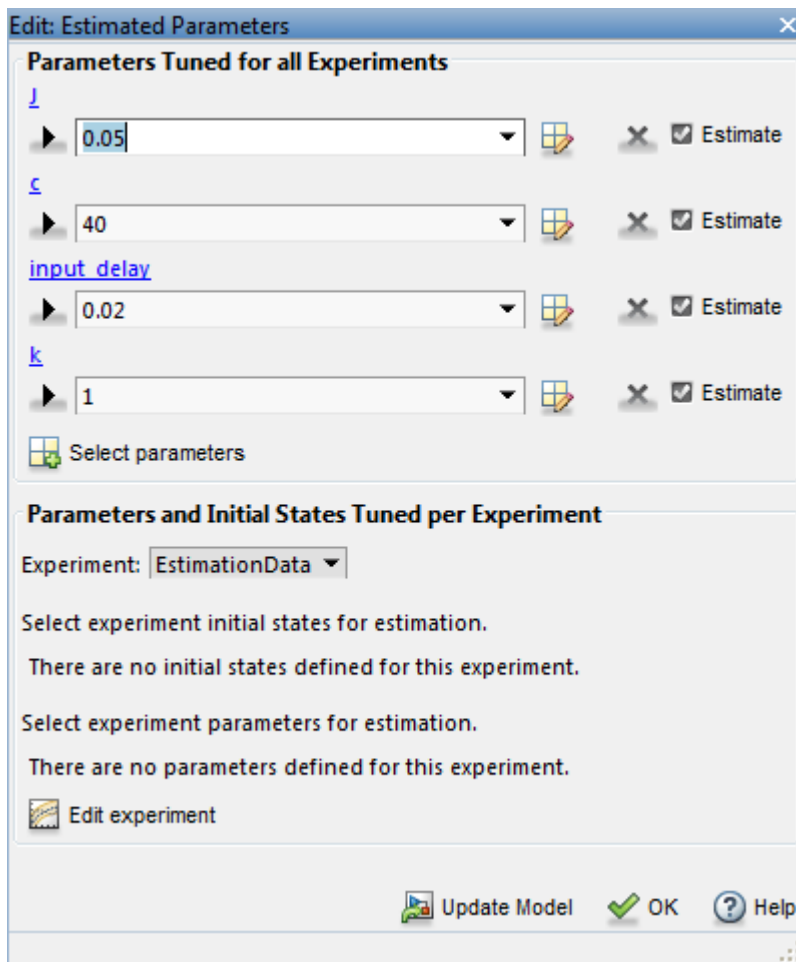 Edit: Estimated Parameters
Parameters Tuned for all Experiments
J
0.05
Estimate
c
40
Estimate
input_delay
0.02
Estimate
k
1
Estimate
Select parameters
Parameters and Initial States Tuned per Experiment
Experiment: EstimationData
Select experiment initial states for estimation.
There are no initial states defined for this experiment.
Select experiment parameters for estimation.
There are no parameters defined for this experiment.
Edit experiment
Update Model OK Help